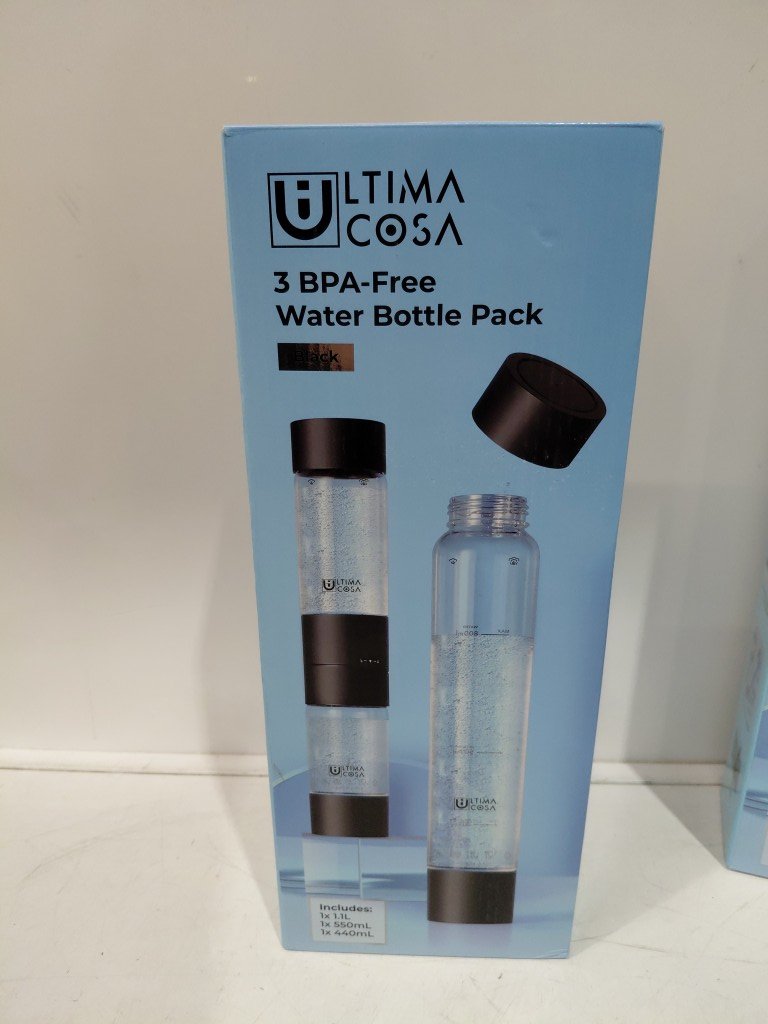 ULTIMA
COSA
3 BPA-Free
Water Bottle Pack
Black
ULTIMA
COSA
ULTIMA
COSA
ULTIMA
COSA
Includes:
1x 1.1L
1x 550mL
1x 440mL